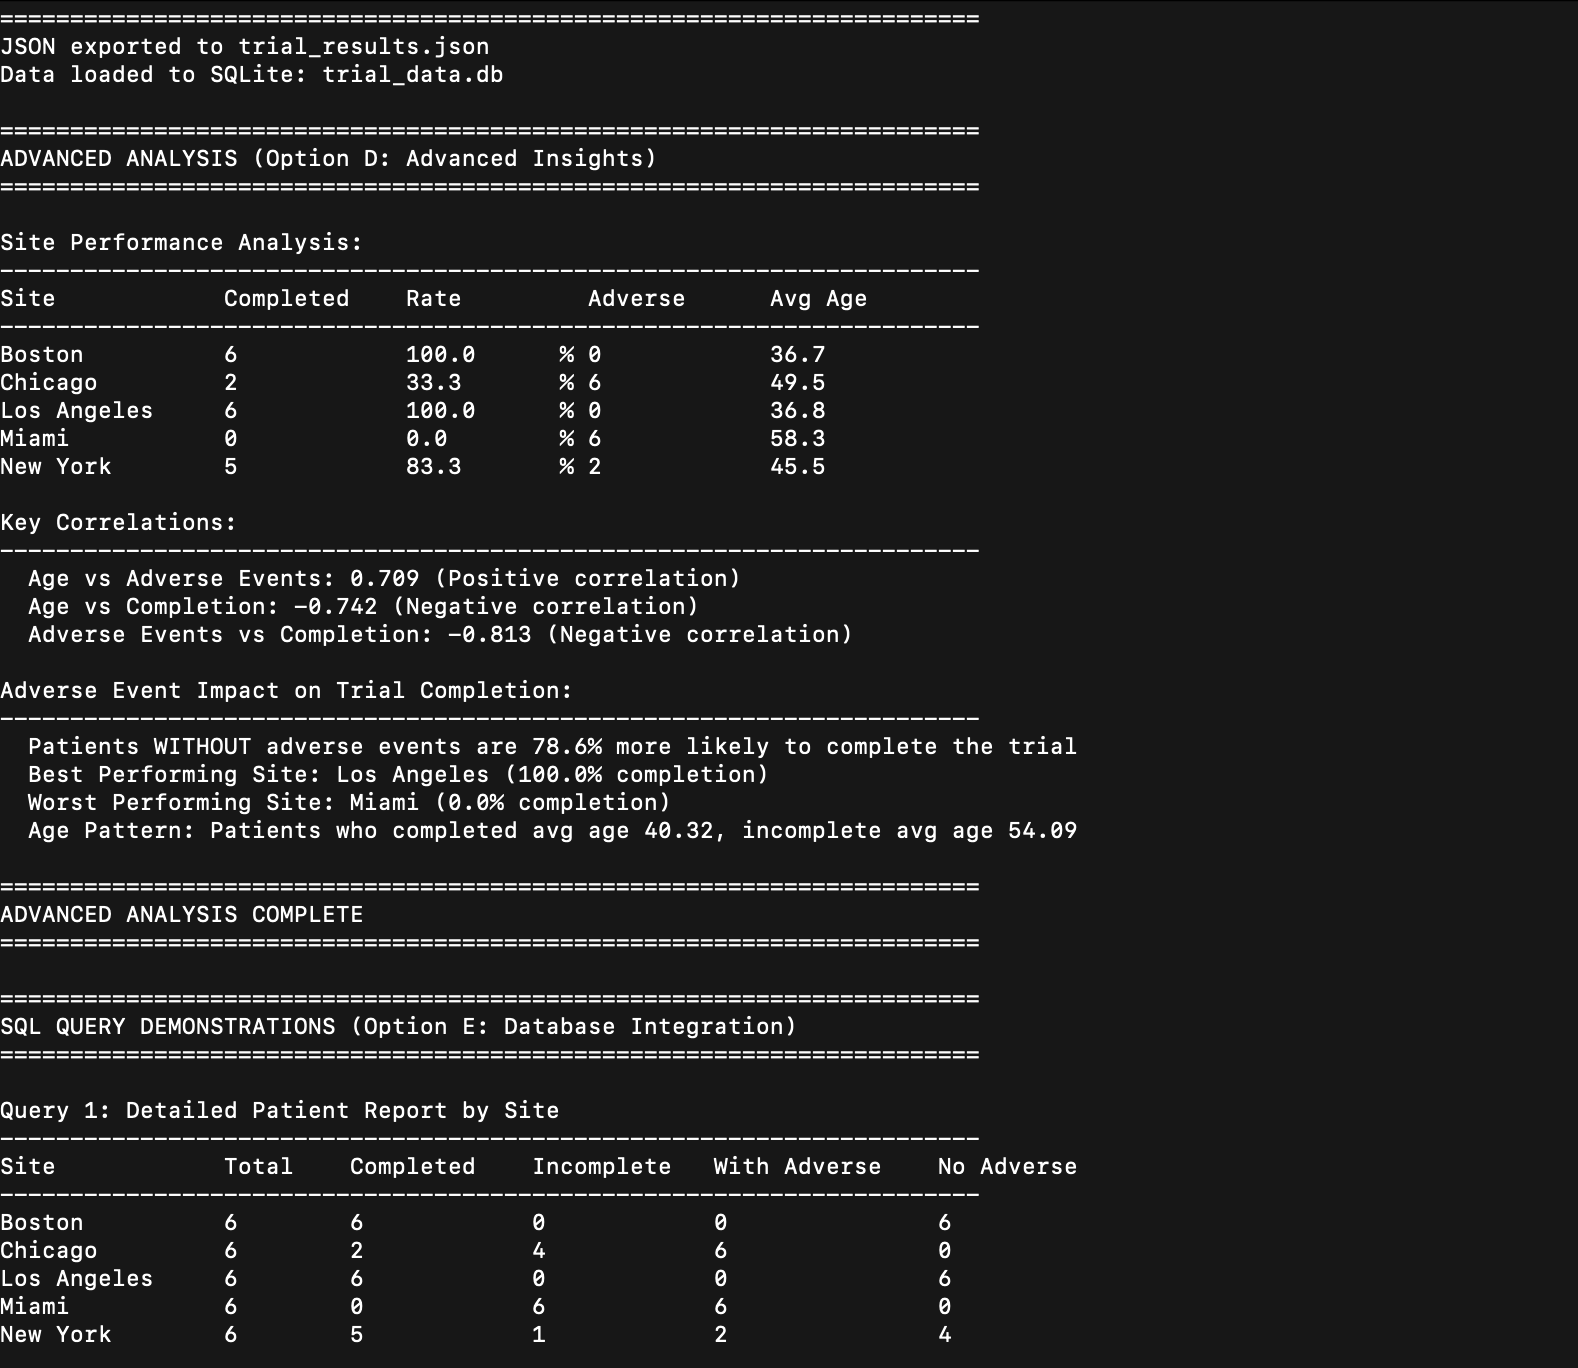 ======================================================================
JSON exported to trial_results.json
Data loaded to SQLite: trial_data.db
======================================================================
ADVANCED ANALYSIS (Option D: Advanced Insights)
======================================================================
Site Performance Analysis:
----------------------------------------------------------------------
Site            Completed    Rate         Adverse      Avg Age
----------------------------------------------------------------------
Boston          6            100.0      % 0            36.7
Chicago         2            33.3       % 6            49.5
Los Angeles     6            100.0      % 0            36.8
Miami           0            0.0        % 6            58.3
New York        5            83.3       % 2            45.5
Key Correlations:
----------------------------------------------------------------------
  Age vs Adverse Events: 0.709 (Positive correlation)
  Age vs Completion: -0.742 (Negative correlation)
  Adverse Events vs Completion: -0.813 (Negative correlation)
Adverse Event Impact on Trial Completion:
----------------------------------------------------------------------
  Patients WITHOUT adverse events are 78.6% more likely to complete the trial
  Best Performing Site: Los Angeles (100.0% completion)
  Worst Performing Site: Miami (0.0% completion)
  Age Pattern: Patients who completed avg age 40.32, incomplete avg age 54.09
======================================================================
ADVANCED ANALYSIS COMPLETE
======================================================================
======================================================================
SQL QUERY DEMONSTRATIONS (Option E: Database Integration)
======================================================================
Query 1: Detailed Patient Report by Site
----------------------------------------------------------------------
Site            Total    Completed    Incomplete   With Adverse    No Adverse
----------------------------------------------------------------------
Boston          6        6            0            0               6
Chicago         6        2            4            6               0
Los Angeles     6        6            0            0               6
Miami           6        0            6            6               0
New York        6        5            1            2               4